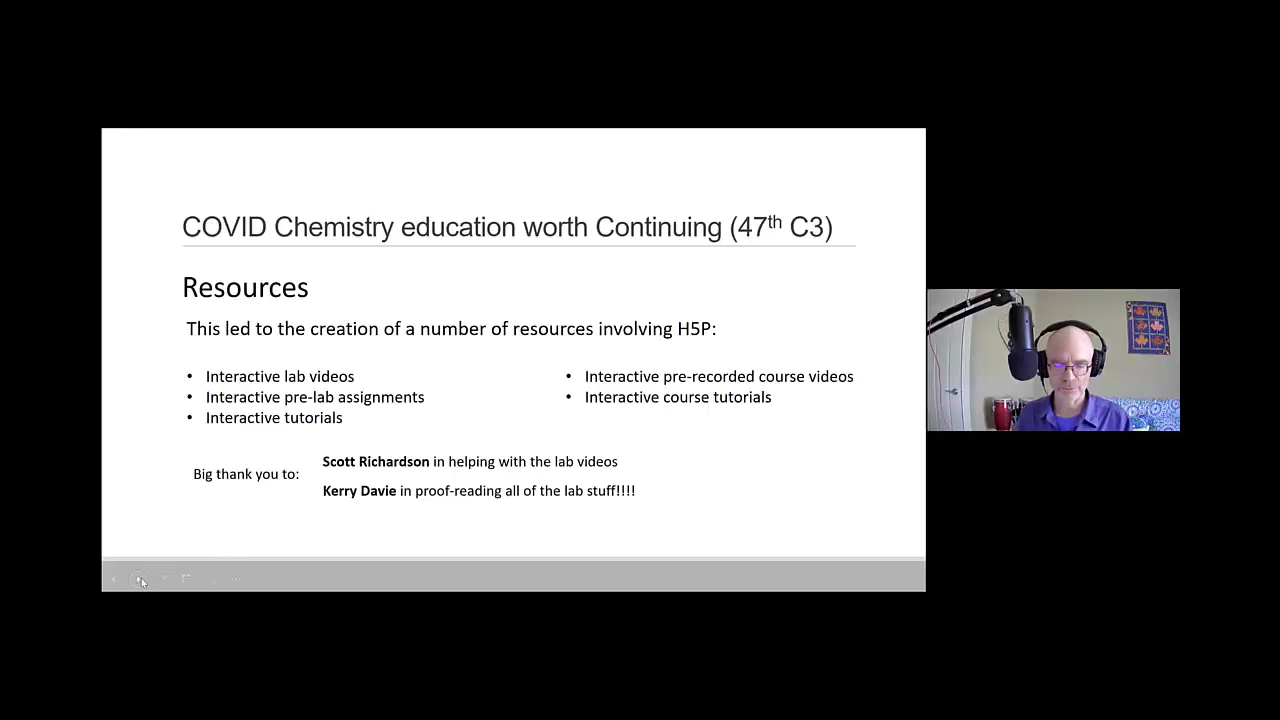 COVID Chemistry education worth Continuing (47th C3)
Resources
This led to the creation of a number of resources involving H5P:
• Interactive lab videos
• Interactive pre-lab assignments
• Interactive tutorials
• Interactive pre-recorded course videos
• Interactive course tutorials
Big thank you to:
Scott Richardson in helping with the lab videos
Kerry Davie in proof-reading all of the lab stuff!!!!